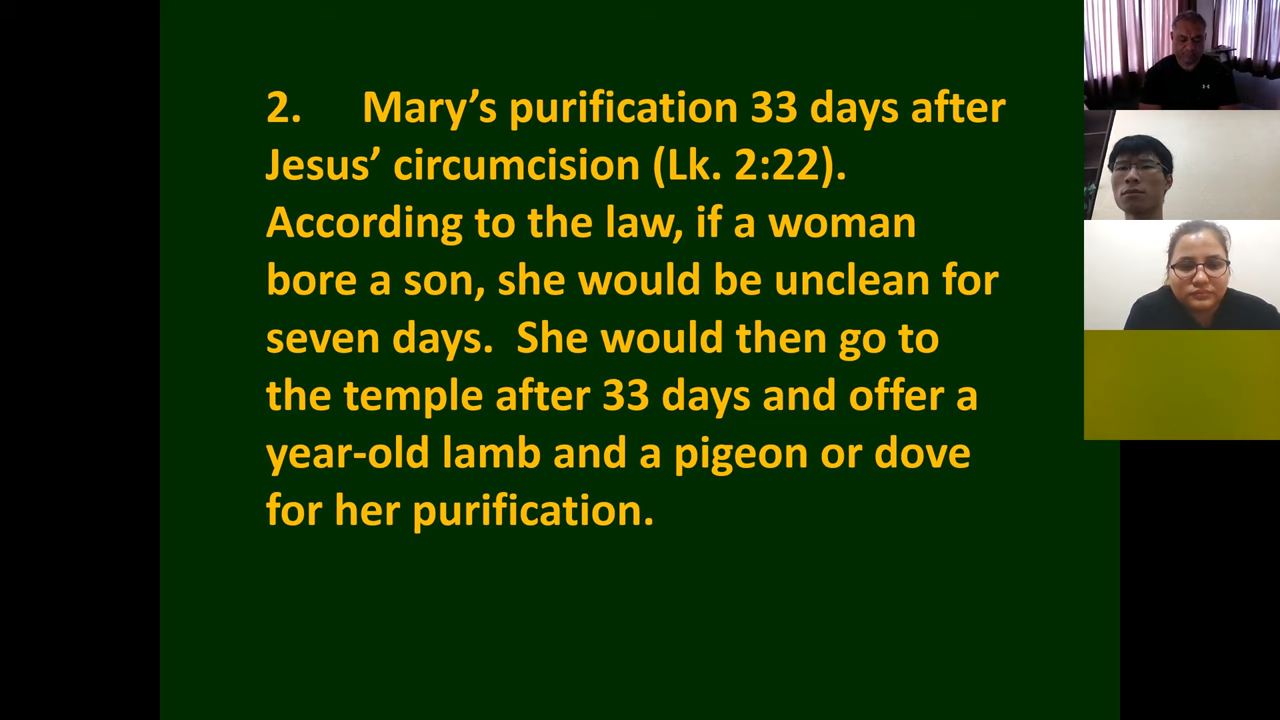 2. Mary’s purification 33 days after
Jesus’ circumcision (Lk. 2:22).
According to the law, if a woman
bore a son, she would be unclean for
seven days.  She would then go to
the temple after 33 days and offer a
year-old lamb and a pigeon or dove
for her purification.